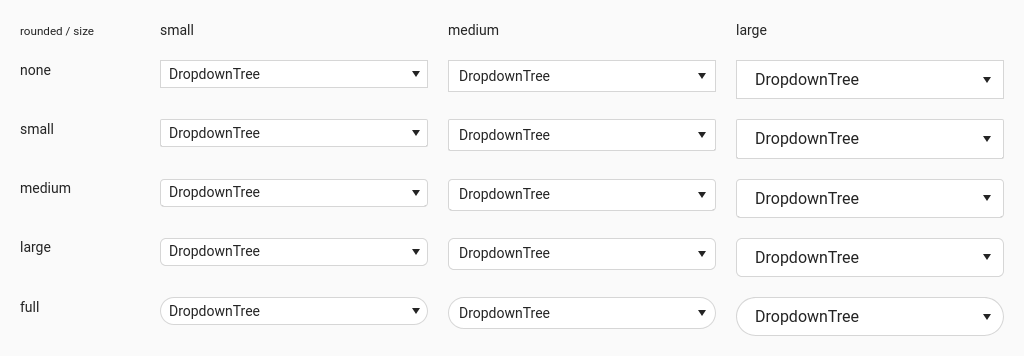 rounded / size small medium large
none DropdownTree DropdownTree DropdownTree
small DropdownTree DropdownTree DropdownTree
medium DropdownTree DropdownTree DropdownTree
large DropdownTree DropdownTree DropdownTree
full DropdownTree DropdownTree DropdownTree